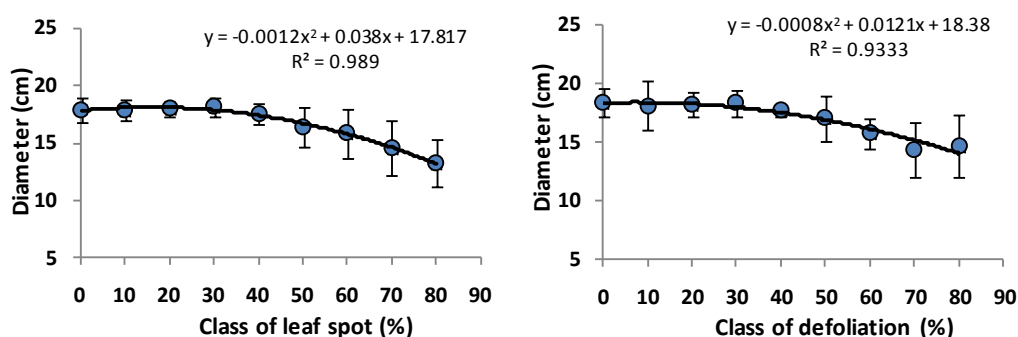 y = -0.0012x² + 0.038x + 17.817
R² = 0.989
Diameter (cm)
25
20
15
10
5
0 10 20 30 40 50 60 70 80 90
Class of leaf spot (%)
y = -0.0008x² + 0.0121x + 18.38
R² = 0.9333
Diameter (cm)
25
20
15
10
5
0 10 20 30 40 50 60 70 80 90
Class of defoliation (%)